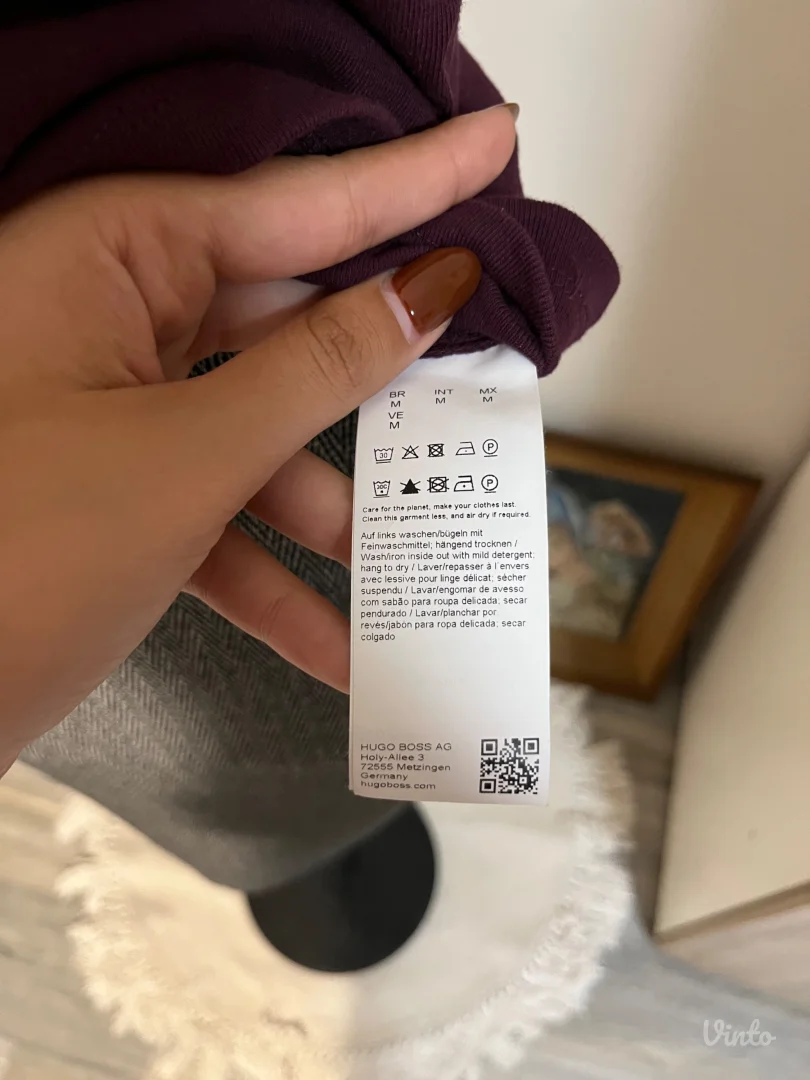 BR INT MX
M M M
VE
M
30 P
30C P
Care for the planet, make your clothes last.
Clean this garment less, and air dry if required.
Auf links waschen/bügeln mit
Feinwaschmittel; hängend trocknen /
Wash/iron inside out with mild detergent;
hang to dry / Laver/repasser à l'envers
avec lessive pour linge délicat; sécher
suspendu / Lavar/engomar de avesso
com sabão para roupa delicada; secar
pendurado / Lavar/planchar por
revés/jabón para ropa delicada; secar
colgado
HUGO BOSS AG
Holy-Allee 3
72555 Metzingen
Germany
hugoboss.com
Vinto